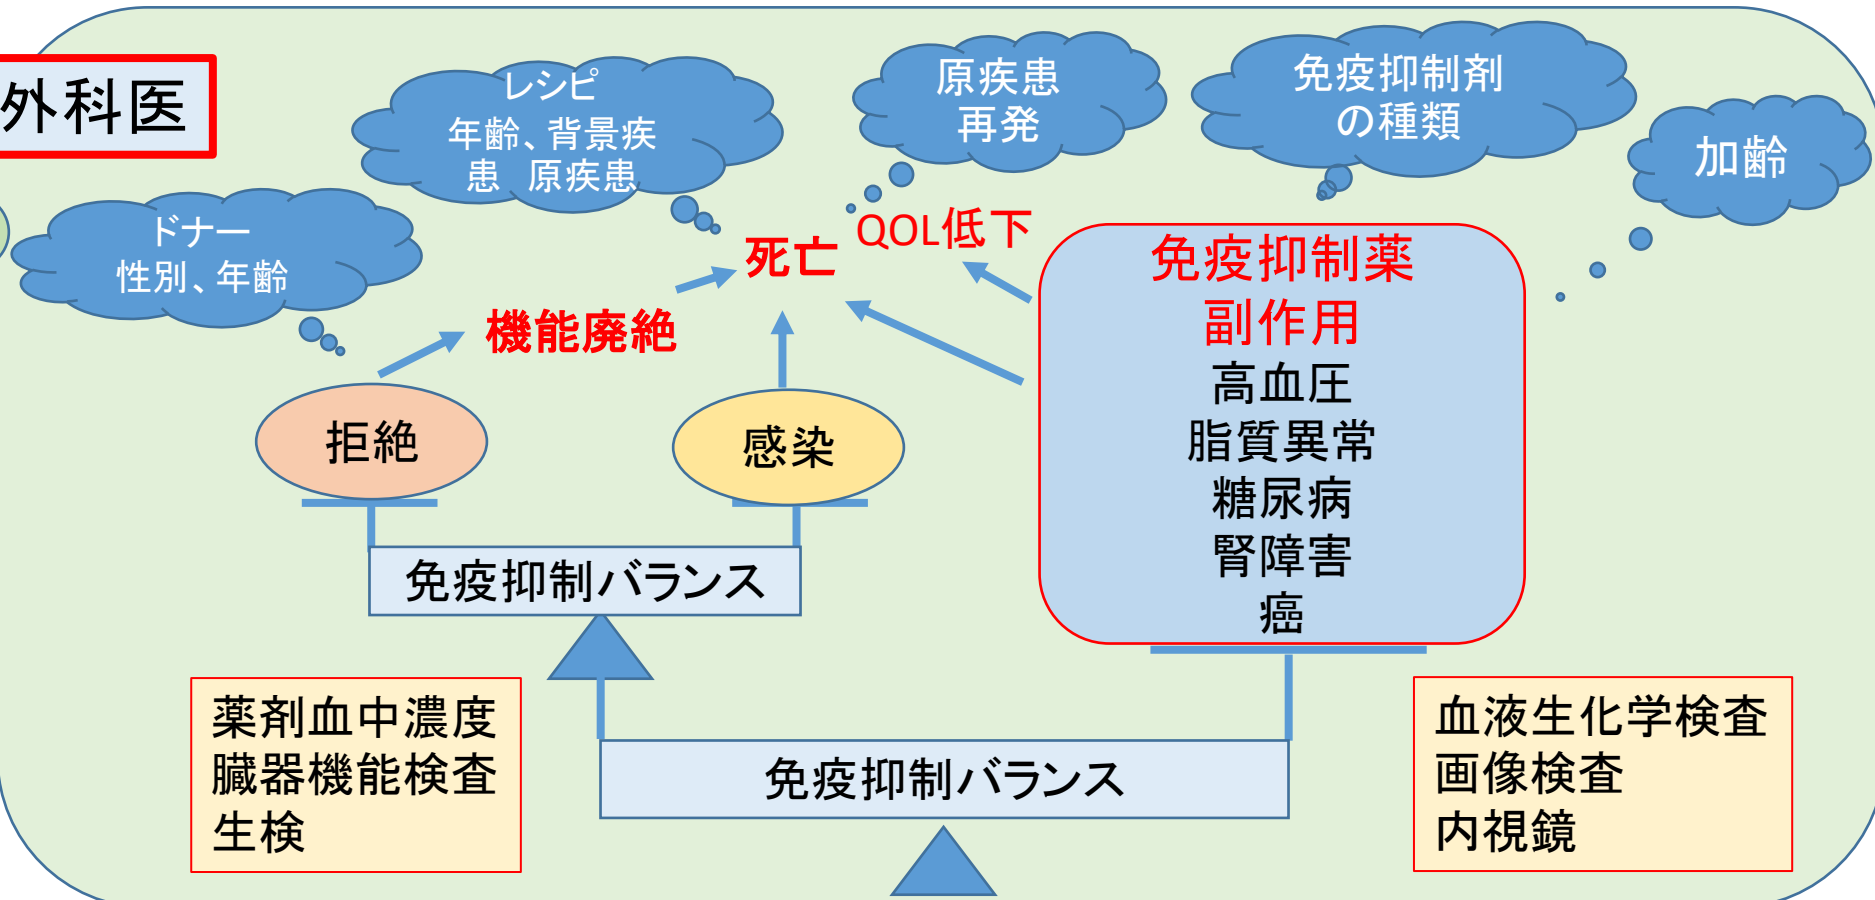 外科医
レシピ
年齢、背景疾
患 原疾患
原疾患
再発
免疫抑制剤
の種類
加齢
ドナー
性別、年齢
死亡
QOL低下
機能廃絶
免疫抑制薬
副作用
高血圧
脂質異常
糖尿病
腎障害
癌
拒絶
感染
免疫抑制バランス
薬剤血中濃度
臓器機能検査
生検
免疫抑制バランス
血液生化学検査
画像検査
内視鏡